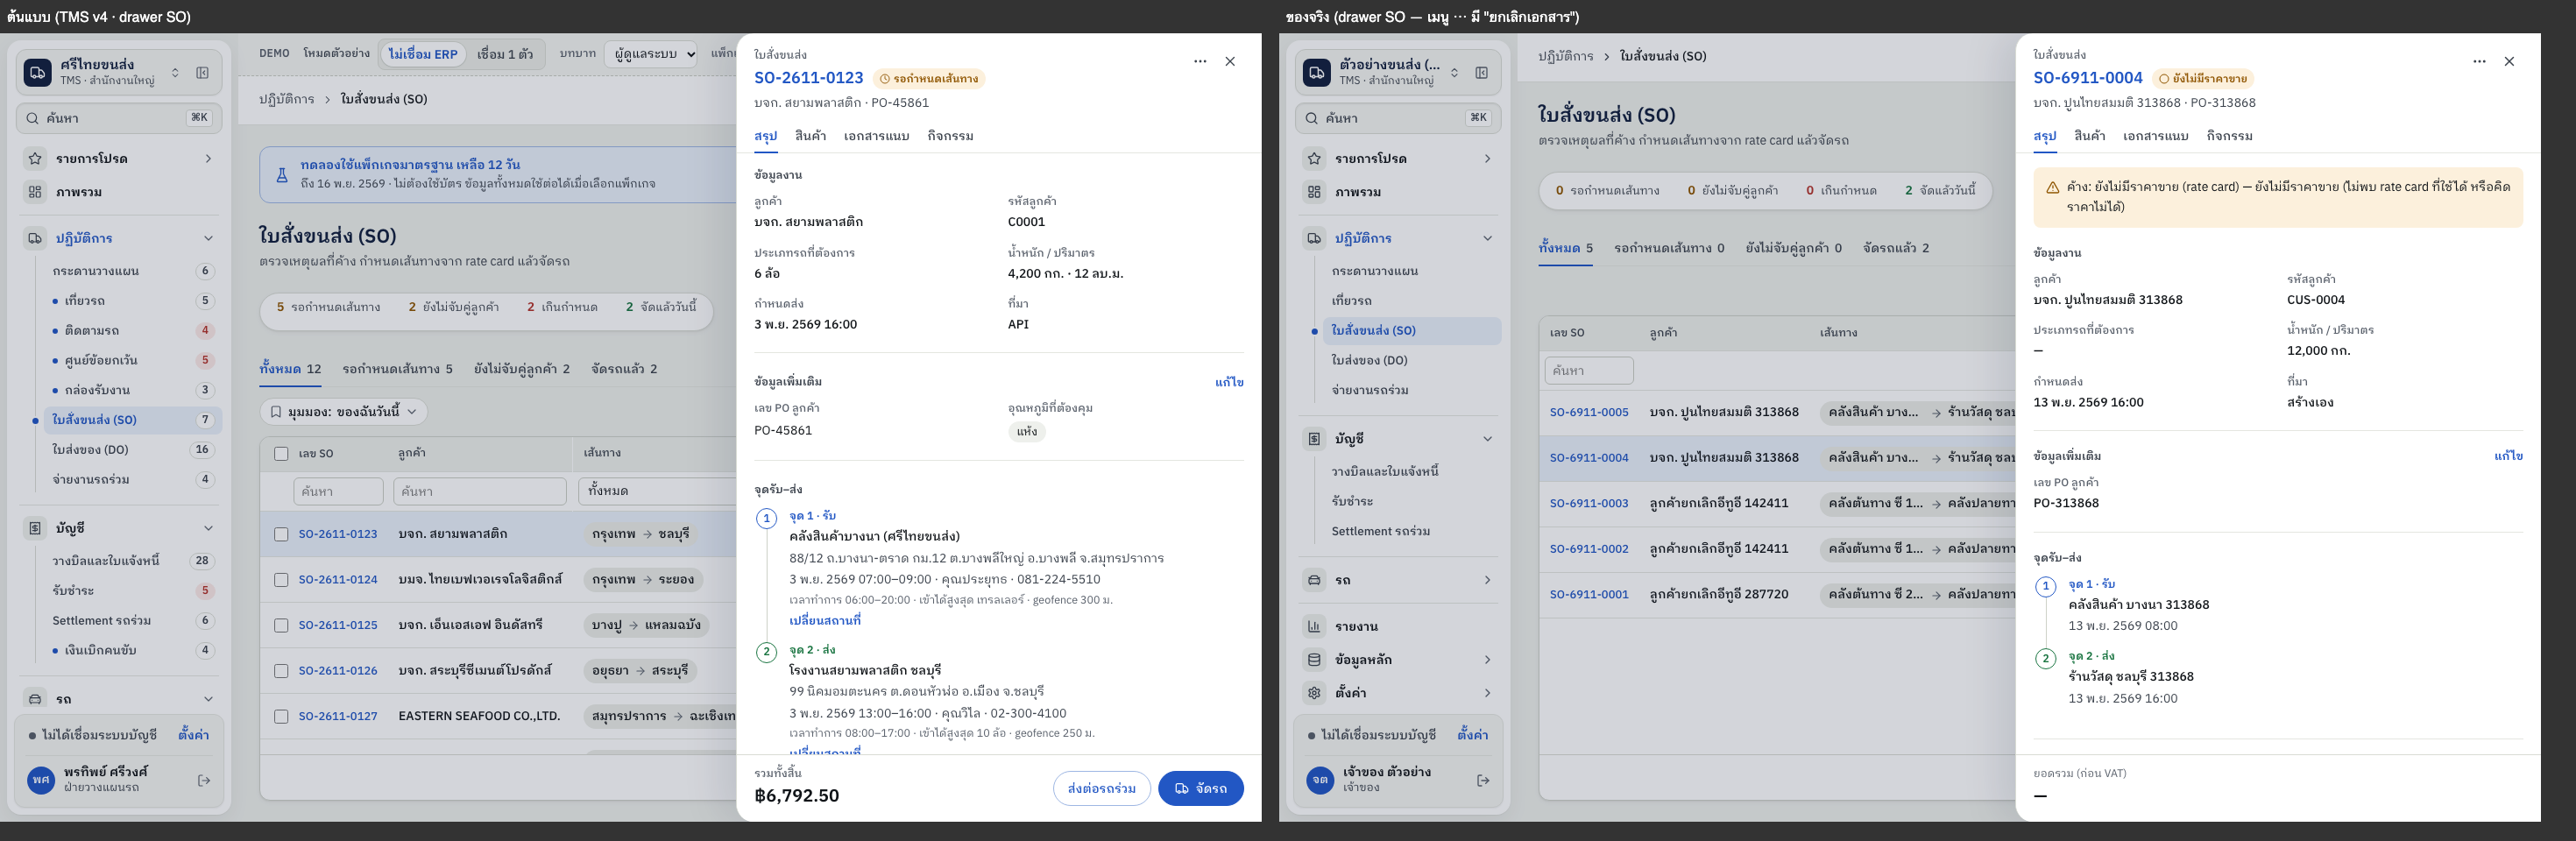 ต้นแบบ (TMS v4 · drawer SO)
ศรีไทยขนส่ง
TMS · สำนักงานใหญ่
ค้นหา ⌘K
รายการโปรด
ภาพรวม
ปฏิบัติการ
กระดานวางแผน 6
เที่ยวรถ 5
ติดตามรถ 4
ศูนย์ข้อยกเว้น 5
กล่องรับงาน 3
ใบสั่งขนส่ง (SO) 7
ใบส่งของ (DO) 16
จ่ายงานรถร่วม 4
บัญชี
วางบิลและใบแจ้งหนี้ 28
รับชำระ 5
Settlement รถร่วม 6
เงินเบิกคนขับ 4
รถ
ไม่ได้เชื่อมระบบบัญชี ตั้งค่า
พศ พรทิพย์ ศรีวงศ์
ฝ่ายวางแผนรถ
DEMO โหมดตัวอย่าง ไม่เชื่อม ERP เชื่อม 1 ตัว บทบาท ผู้ดูแลระบบ
ปฏิบัติการ > ใบสั่งขนส่ง (SO)
ทดลองใช้แพ็กเกจมาตรฐาน เหลือ 12 วัน
ถึง 16 พ.ย. 2569 · ไม่ต้องใช้บัตร ข้อมูลทั้งหมดใช้ต่อได้เมื่อเลือกแพ็กเกจ
ใบสั่งขนส่ง (SO)
ตรวจเหตุผลที่ค้าง กำหนดเส้นทางจาก rate card แล้วจัดรถ
5 รอกำหนดเส้นทาง 2 ยังไม่จับคู่ลูกค้า 2 เกินกำหนด 2 จัดแล้ววันนี้
ทั้งหมด 12 รอกำหนดเส้นทาง 5 ยังไม่จับคู่ลูกค้า 2 จัดรถแล้ว 2
มุมมอง: ของฉันวันนี้
เลข SO ลูกค้า เส้นทาง
ค้นหา ค้นหา ทั้งหมด
SO-2611-0123 บจก. สยามพลาสติก กรุงเทพ → ชลบุรี
SO-2611-0124 บมจ. ไทยเบฟเวอเรจโลจิสติกส์ กรุงเทพ → ระยอง
SO-2611-0125 บจก. เอ็นเอสเอฟ อินดัสทรี บางปู → แหลมฉบัง
SO-2611-0126 บจก. สระบุรีซีเมนต์โปรดักส์ อยุธยา → สระบุรี
SO-2611-0127 EASTERN SEAFOOD CO.,LTD. สมุทรปราการ → ฉะเชิงเท
ใบสั่งขนส่ง
SO-2611-0123 รอกำหนดเส้นทาง
บจก. สยามพลาสติก · PO-45861
สรุป สินค้า เอกสารแนบ กิจกรรม
ข้อมูลงาน
ลูกค้า รหัสลูกค้า
บจก. สยามพลาสติก C0001
ประเภทรถที่ต้องการ น้ำหนัก / ปริมาตร
6 ล้อ 4,200 กก. · 12 ลบ.ม.
กำหนดส่ง ที่มา
3 พ.ย. 2569 16:00 API
ข้อมูลเพิ่มเติม แก้ไข
เลข PO ลูกค้า อุณหภูมิที่ต้องคุม
PO-45861 แห้ง
จุดรับ–ส่ง
1 จุด 1 · รับ
คลังสินค้าบางนา (ศรีไทยขนส่ง)
88/12 ถ.บางนา-ตราด กม.12 ต.บางพลีใหญ่ อ.บางพลี จ.สมุทรปราการ
3 พ.ย. 2569 07:00–09:00 · คุณประยุทธ · 081-224-5510
เวลาทำการ 06:00–20:00 · เข้าได้สูงสุด เทรลเลอร์ · geofence 300 ม.
เปลี่ยนสถานที่
2 จุด 2 · ส่ง
โรงงานสยามพลาสติก ชลบุรี
99 นิคมอมตะนคร ต.ดอนหัวฬ่อ อ.เมือง จ.ชลบุรี
3 พ.ย. 2569 13:00–16:00 · คุณวิไล · 02-300-4100
เวลาทำการ 08:00–17:00 · เข้าได้สูงสุด 10 ล้อ · geofence 250 ม.
เปลี่ยนสถานที่
รวมทั้งสิ้น
฿6,792.50 ส่งต่อรถร่วม จัดรถ
ของจริง (drawer SO — เมนู ⋯ มี "ยกเลิกเอกสาร")
ตัวอย่างขนส่ง (...
TMS · สำนักงานใหญ่
ค้นหา ⌘K
รายการโปรด
ภาพรวม
ปฏิบัติการ
กระดานวางแผน
เที่ยวรถ
ใบสั่งขนส่ง (SO)
ใบส่งของ (DO)
จ่ายงานรถร่วม
บัญชี
วางบิลและใบแจ้งหนี้
รับชำระ
Settlement รถร่วม
รถ
รายงาน
ข้อมูลหลัก
ตั้งค่า
ไม่ได้เชื่อมระบบบัญชี ตั้งค่า
จต เจ้าของ ตัวอย่าง
เจ้าของ
ปฏิบัติการ > ใบสั่งขนส่ง (SO)
ใบสั่งขนส่ง (SO)
ตรวจเหตุผลที่ค้าง กำหนดเส้นทางจาก rate card แล้วจัดรถ
0 รอกำหนดเส้นทาง 0 ยังไม่จับคู่ลูกค้า 0 เกินกำหนด 2 จัดแล้ววันนี้
ทั้งหมด 5 รอกำหนดเส้นทาง 0 ยังไม่จับคู่ลูกค้า 0 จัดรถแล้ว 2
เลข SO ลูกค้า เส้นทาง
ค้นหา
SO-6911-0005 บจก. ปูนไทยสมมติ 313868 คลังสินค้า บาง... → ร้านวัสดุ ชลบุ
SO-6911-0004 บจก. ปูนไทยสมมติ 313868 คลังสินค้า บาง... → ร้านวัสดุ ชลบุ
SO-6911-0003 ลูกค้ายกเลิกอีทูอี 142411 คลังต้นทาง ซี 1... → คลังปลายทา
SO-6911-0002 ลูกค้ายกเลิกอีทูอี 142411 คลังต้นทาง ซี 1... → คลังปลายทา
SO-6911-0001 ลูกค้ายกเลิกอีทูอี 287720 คลังต้นทาง ซี 2... → คลังปลายทา
ใบสั่งขนส่ง
SO-6911-0004 ยังไม่มีราคาขาย
บจก. ปูนไทยสมมติ 313868 · PO-313868
สรุป สินค้า เอกสารแนบ กิจกรรม
ค้าง: ยังไม่มีราคาขาย (rate card) — ยังไม่มีราคาขาย (ไม่พบ rate card ที่ใช้ได้ หรือคิด
ราคาไม่ได้)
ข้อมูลงาน
ลูกค้า รหัสลูกค้า
บจก. ปูนไทยสมมติ 313868 CUS-0004
ประเภทรถที่ต้องการ น้ำหนัก / ปริมาตร
— 12,000 กก.
กำหนดส่ง ที่มา
13 พ.ย. 2569 16:00 สร้างเอง
ข้อมูลเพิ่มเติม แก้ไข
เลข PO ลูกค้า
PO-313868
จุดรับ–ส่ง
1 จุด 1 · รับ
คลังสินค้า บางนา 313868
13 พ.ย. 2569 08:00
2 จุด 2 · ส่ง
ร้านวัสดุ ชลบุรี 313868
13 พ.ย. 2569 16:00
ยอดรวม (ก่อน VAT)
—